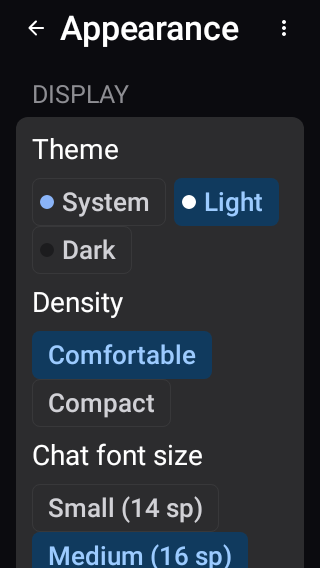 Appearance
DISPLAY
Theme
System
Light
Dark
Density
Comfortable
Compact
Chat font size
Small (14 sp)
Medium (16 sp)